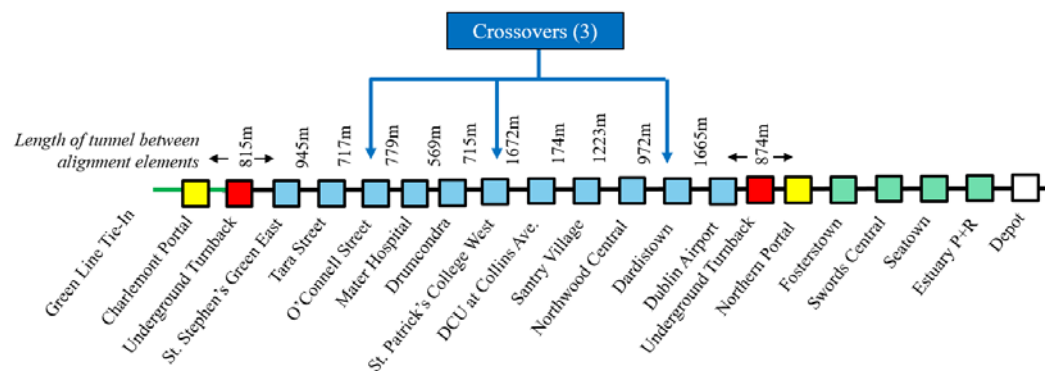 Crossovers (3)
Length of tunnel between
alignment elements
815m
945m
717m
779m
569m
715m
1672m
174m
1223m
972m
1665m
874m
Green Line Tie-In
Charlemont Portal
Underground Turnback
St. Stephen's Green East
Tara Street
O'Connell Street
Mater Hospital
Drumcondra
St. Patrick's College West
DCU at Collins Ave.
Santry Village
Northwood Central
Dardistown
Dublin Airport
Underground Turnback
Northern Portal
Fosterstown
Swords Central
Seatown
Estuary P+R
Depot